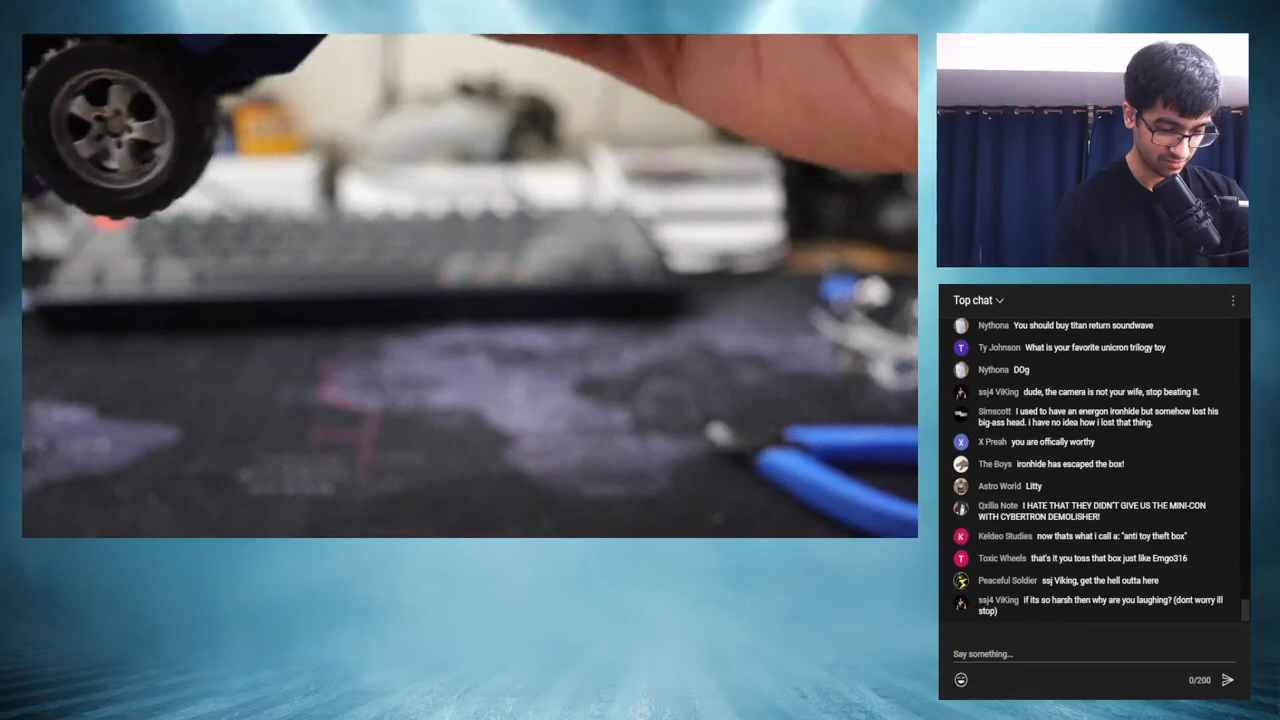 Top chat
Nythona You should buy titan return soundwave
T Ty Johnson What is your favorite unicron trilogy toy
Nythona DOg
ssj4 ViKing dude, the camera is not your wife, stop beating it.
Simscott I used to have an energon ironhide but somehow lost his
big-ass head. i have no idea how i lost that thing.
X X Preah you are offically worthy
The Boys ironhide has escaped the box!
Astro World Litty
Qxilla Note I HATE THAT THEY DIDN'T GIVE US THE MINI-CON
WITH CYBERTRON DEMOLISHER!
K Keldeo Studies now thats what i call a: "anti toy theft box"
T Toxic Wheels that's it you toss that box just like Emgo316
Peaceful Soldier ssj Viking, get the hell outta here
ssj4 ViKing if its so harsh then why are you laughing? (dont worry ill
stop)
Say something...
0/200